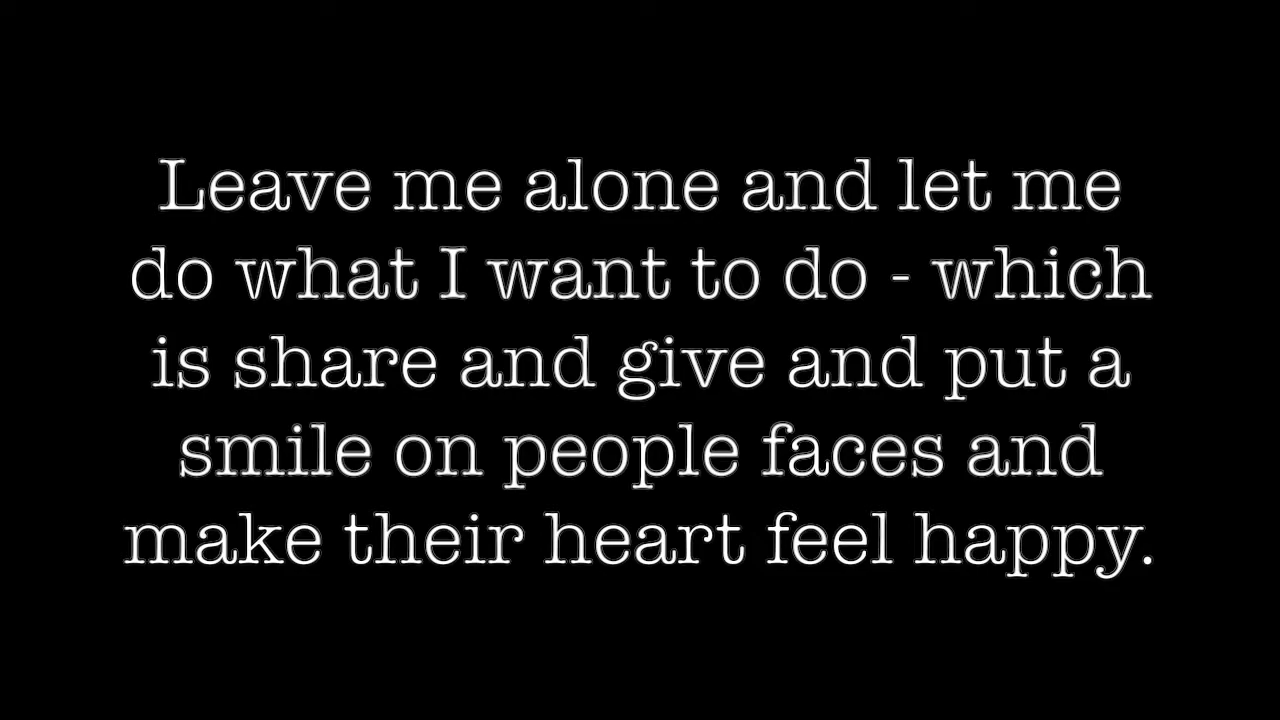 Leave me alone and let me
do what I want to do - which
is share and give and put a
smile on people faces and
make their heart feel happy.